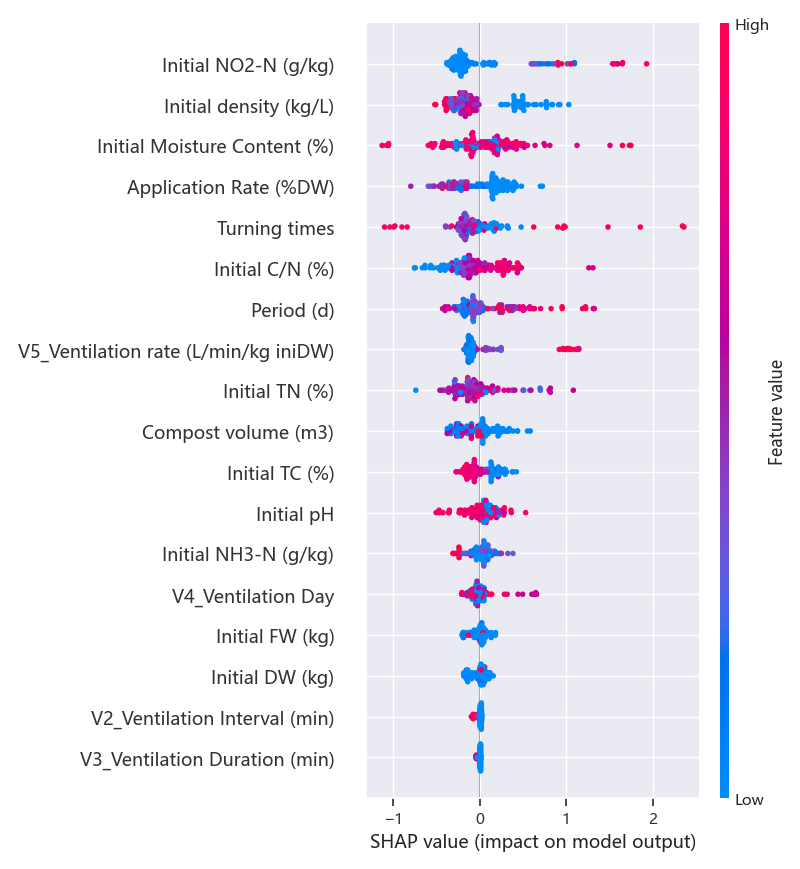 High
Initial NO2-N (g/kg)
Initial density (kg/L)
Initial Moisture Content (%)
Application Rate (%DW)
Turning times
Initial C/N (%)
Period (d)
V5_Ventilation rate (L/min/kg iniDW)
Initial TN (%)
Compost volume (m3)
Initial TC (%)
Initial pH
Initial NH3-N (g/kg)
V4_Ventilation Day
Initial FW (kg)
Initial DW (kg)
V2_Ventilation Interval (min)
V3_Ventilation Duration (min)
Feature value
Low
−1 0 1 2
SHAP value (impact on model output)